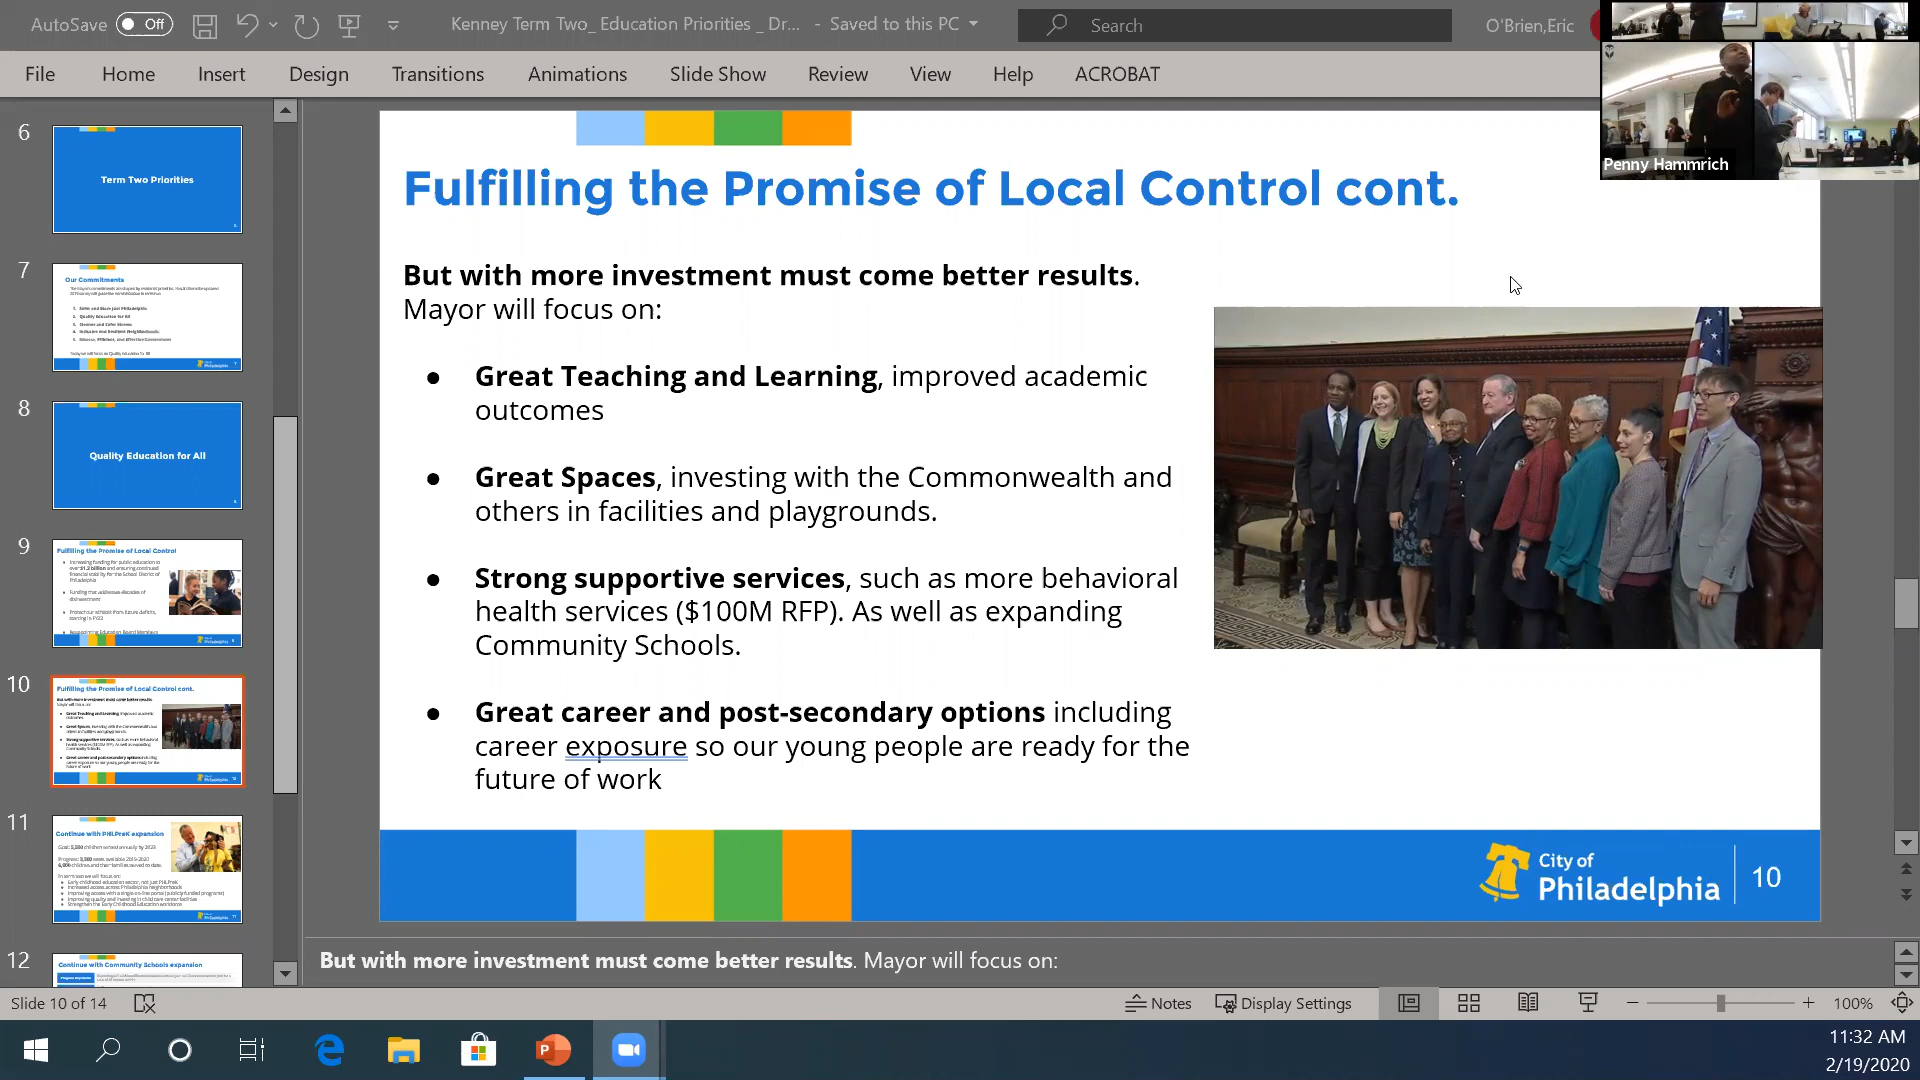 AutoSave Off
Kenney Term Two_ Education Priorities _ Dr... - Saved to this PC
Search
O'Brien,Eric
File Home Insert Design Transitions Animations Slide Show Review View Help ACROBAT
Penny Hammrich
6
Term Two Priorities
7
Our Commitments
8
Quality Education for All
9
Fulfilling the Promise of Local Control
10
Fulfilling the Promise of Local Control cont.
11
Continue with PHLPreK expansion
12
Continue with Community Schools expansion
Fulfilling the Promise of Local Control cont.
But with more investment must come better results.
Mayor will focus on:
● Great Teaching and Learning, improved academic
outcomes
● Great Spaces, investing with the Commonwealth and
others in facilities and playgrounds.
● Strong supportive services, such as more behavioral
health services ($100M RFP). As well as expanding
Community Schools.
● Great career and post-secondary options including
career exposure so our young people are ready for the
future of work
City of
Philadelphia
10
But with more investment must come better results. Mayor will focus on:
Slide 10 of 14
Notes Display Settings
100%
11:32 AM
2/19/2020